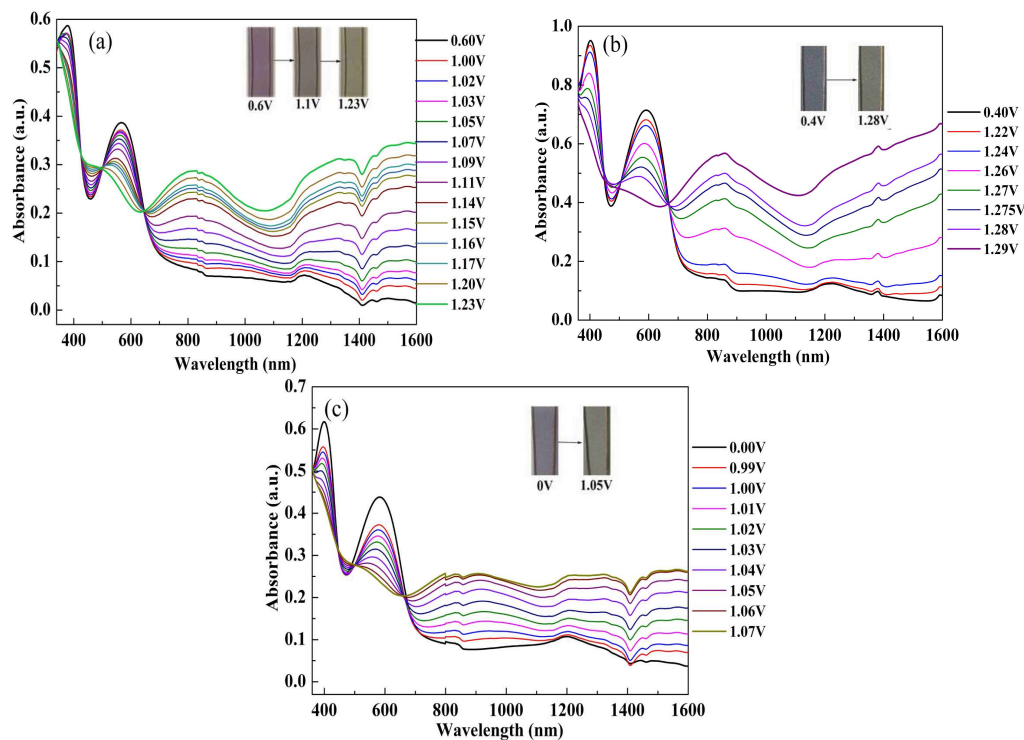 (a)
0.6V 1.1V 1.23V
Absorbance (a.u.)
0.6
0.5
0.4
0.3
0.2
0.1
0.0
400 600 800 1000 1200 1400 1600
Wavelength (nm)
0.60V
1.00V
1.02V
1.03V
1.05V
1.07V
1.09V
1.11V
1.14V
1.15V
1.16V
1.17V
1.20V
1.23V
(b)
0.4V 1.28V
Absorbance (a.u.)
1.0
0.8
0.6
0.4
0.2
0.0
400 600 800 1000 1200 1400 1600
Wavelength (nm)
0.40V
1.22V
1.24V
1.26V
1.27V
1.275V
1.28V
1.29V
(c)
0V 1.05V
Absorbance (a.u.)
0.7
0.6
0.5
0.4
0.3
0.2
0.1
0.0
400 600 800 1000 1200 1400 1600
Wavelength (nm)
0.00V
0.99V
1.00V
1.01V
1.02V
1.03V
1.04V
1.05V
1.06V
1.07V